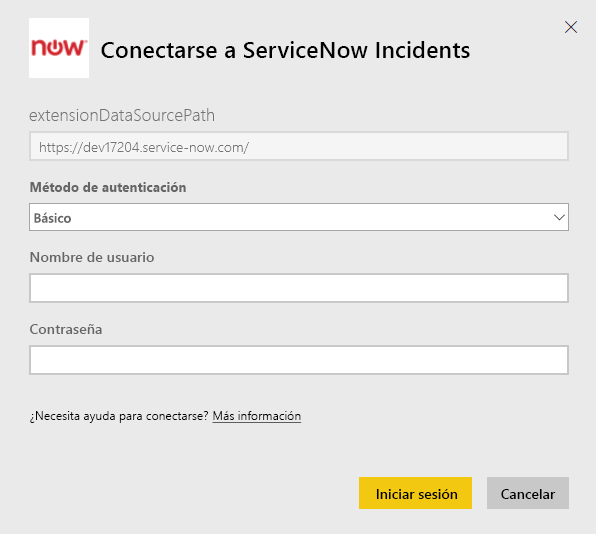 now
Conectarse a ServiceNow Incidents
extensionDataSourcePath
https://dev17204.service-now.com/
Método de autenticación
Básico
Nombre de usuario
Contraseña
¿Necesita ayuda para conectarse? Más información
Iniciar sesión Cancelar